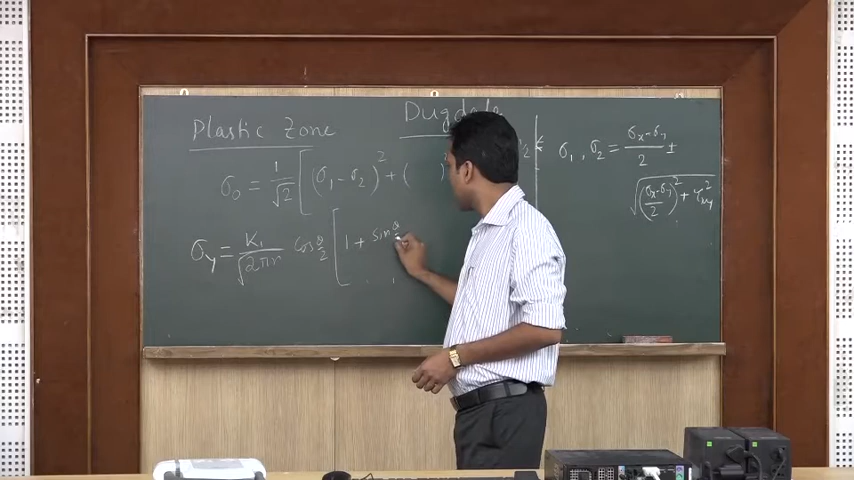 Plastic Zone
Dugdale
σ₀ = 1/√2 [(σ₁ - σ₂)² + ( )
σ_y = K₁/√(2πr) Cos θ/2 [1 + Sin θ/2
σ₁, σ₂ = (σx - σy)/2 ±
√(((σx - σy)/2)² + τxy²)